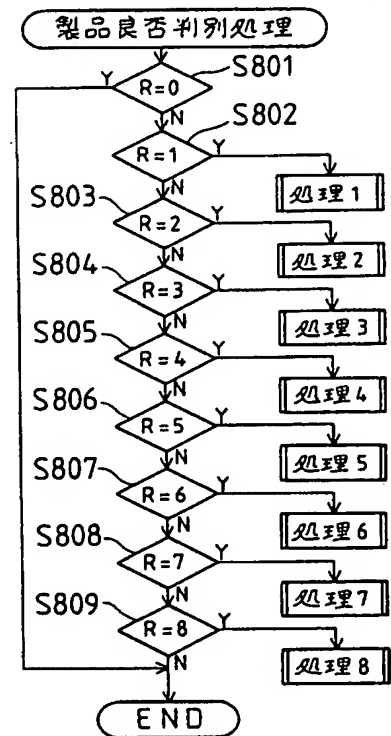 製品良否判別処理
Y R=0 S801
N S802
R=1 Y
S803 N 処理1
R=2 Y
S804 N 処理2
R=3 Y
S805 N 処理3
R=4 Y
S806 N 処理4
R=5 Y
S807 N 処理5
R=6 Y
S808 N 処理6
R=7 Y
S809 N 処理7
R=8 Y
N 処理8
END